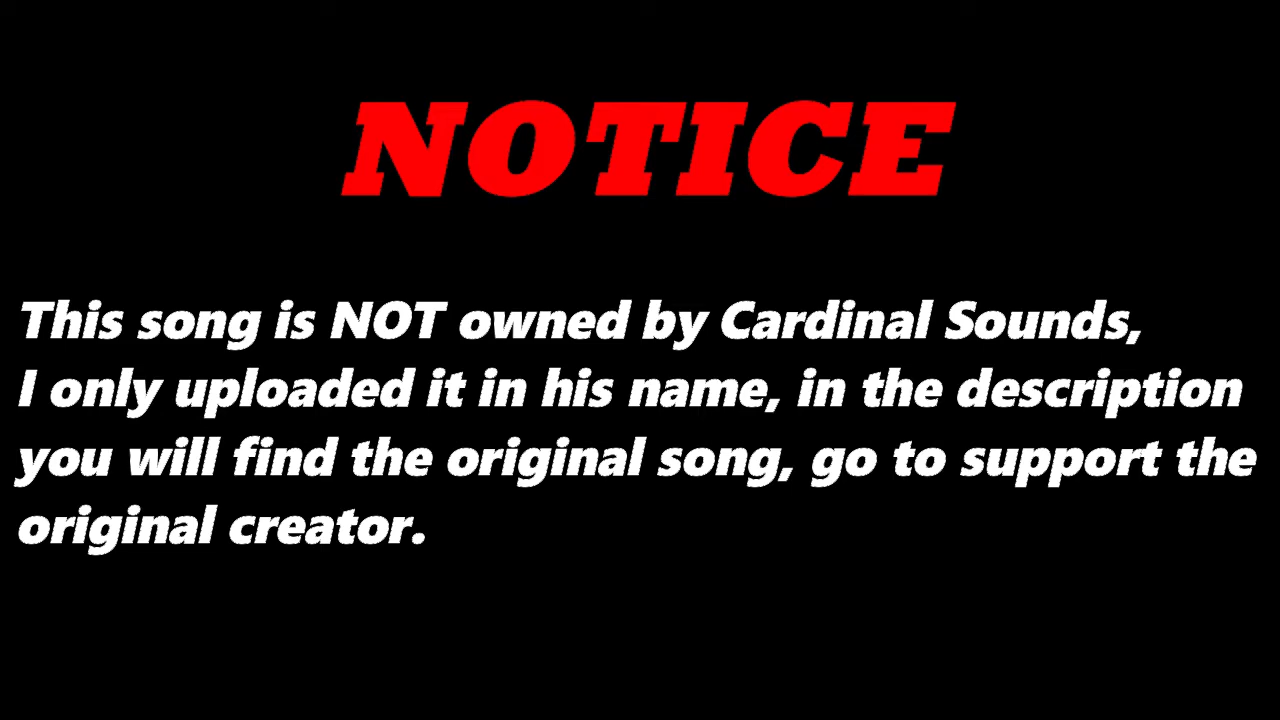 NOTICE
This song is NOT owned by Cardinal Sounds,
I only uploaded it in his name, in the description
you will find the original song, go to support the
original creator.